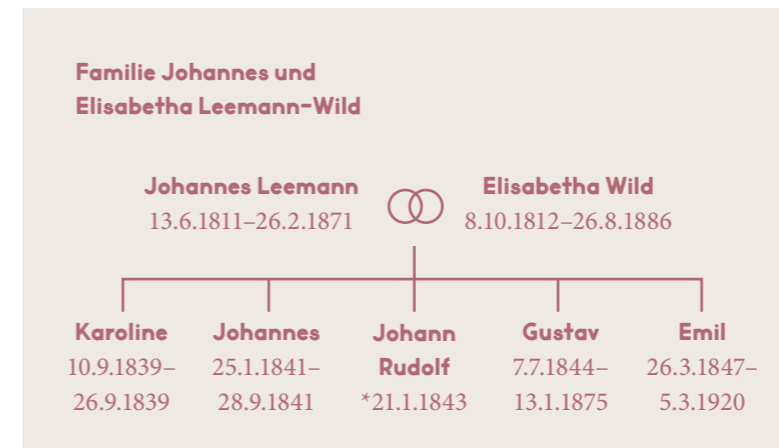 Familie Johannes und
Elisabetha Leemann-Wild
Johannes Leemann
13.6.1811–26.2.1871
Elisabetha Wild
8.10.1812–26.8.1886
Karoline
10.9.1839–
26.9.1839
Johannes
25.1.1841–
28.9.1841
Johann
Rudolf
*21.1.1843
Gustav
7.7.1844–
13.1.1875
Emil
26.3.1847–
5.3.1920